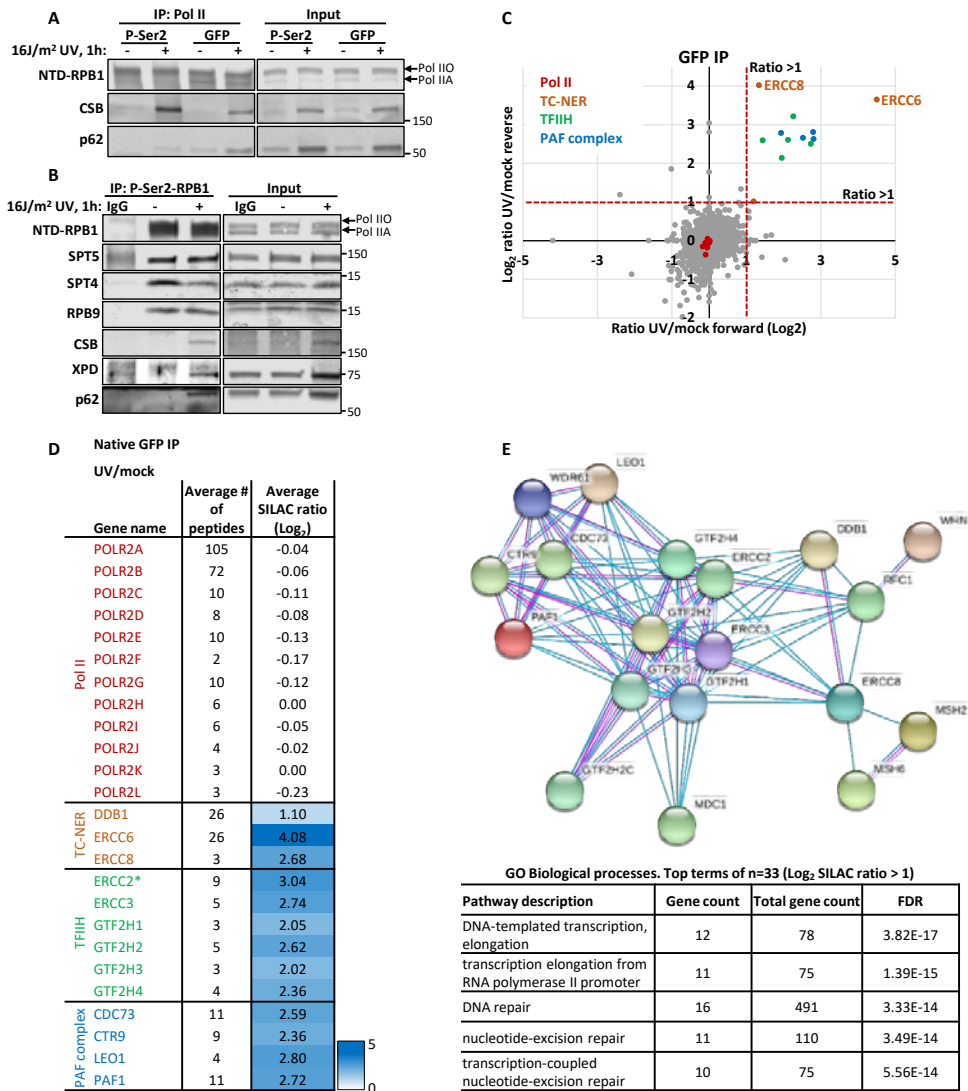 A
IP: Pol II
Input
P-Ser2
GFP
P-Ser2
GFP
16J/m² UV, 1h:
-
+
-
+
-
+
-
+
NTD-RPB1
Pol IIO
Pol IIA
CSB
150
p62
50
B
IP: P-Ser2-RPB1
Input
16J/m² UV, 1h:
IgG
-
+
IgG
-
+
NTD-RPB1
Pol IIO
Pol IIA
SPT5
150
SPT4
15
RPB9
15
CSB
150
XPD
75
p62
50
C
GFP IP
Ratio >1
Pol II
TC-NER
TFIIH
PAF complex
ERCC8
ERCC6
Ratio >1
Log₂ ratio UV/mock reverse
4
3
2
1
0
-1
-2
-5
-3
-1
1
3
5
Ratio UV/mock forward (Log2)
D
Native GFP IP
UV/mock
Gene name
Average # of peptides
Average SILAC ratio (Log₂)
Pol II
POLR2A 105 -0.04
POLR2B 72 -0.06
POLR2C 10 -0.11
POLR2D 8 -0.08
POLR2E 10 -0.13
POLR2F 2 -0.17
POLR2G 10 -0.12
POLR2H 6 0.00
POLR2I 6 -0.05
POLR2J 4 -0.02
POLR2K 3 0.00
POLR2L 3 -0.23
TC-NER
DDB1 26 1.10
ERCC6 26 4.08
ERCC8 3 2.68
TFIIH
ERCC2* 9 3.04
ERCC3 5 2.74
GTF2H1 3 2.05
GTF2H2 5 2.62
GTF2H3 3 2.02
GTF2H4 4 2.36
PAF complex
CDC73 11 2.59
CTR9 9 2.36
LEO1 4 2.80
PAF1 11 2.72
5
0
E
WDR61
LEO1
CDC73
GTF2H4
DDB1
WHN
CTR9
ERCC2
RFC1
PAF1
GTF2H2
ERCC3
GTF2H3
GTF2H1
ERCC8
MSH2
MSH6
GTF2H2C
MDC1
GO Biological processes. Top terms of n=33 (Log₂ SILAC ratio > 1)
Pathway description
Gene count
Total gene count
FDR
DNA-templated transcription,
elongation
12
78
3.82E-17
transcription elongation from
RNA polymerase II promoter
11
75
1.39E-15
DNA repair
16
491
3.33E-14
nucleotide-excision repair
11
110
3.49E-14
transcription-coupled
nucleotide-excision repair
10
75
5.56E-14